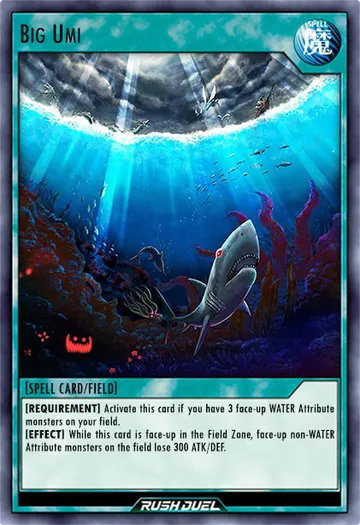 Big Umi
SPELL
魔
[SPELL CARD/FIELD]
[REQUIREMENT] Activate this card if you have 3 face-up WATER Attribute
monsters on your field.
[EFFECT] While this card is face-up in the Field Zone, face-up non-WATER
Attribute monsters on the field lose 300 ATK/DEF.
RUSH DUEL